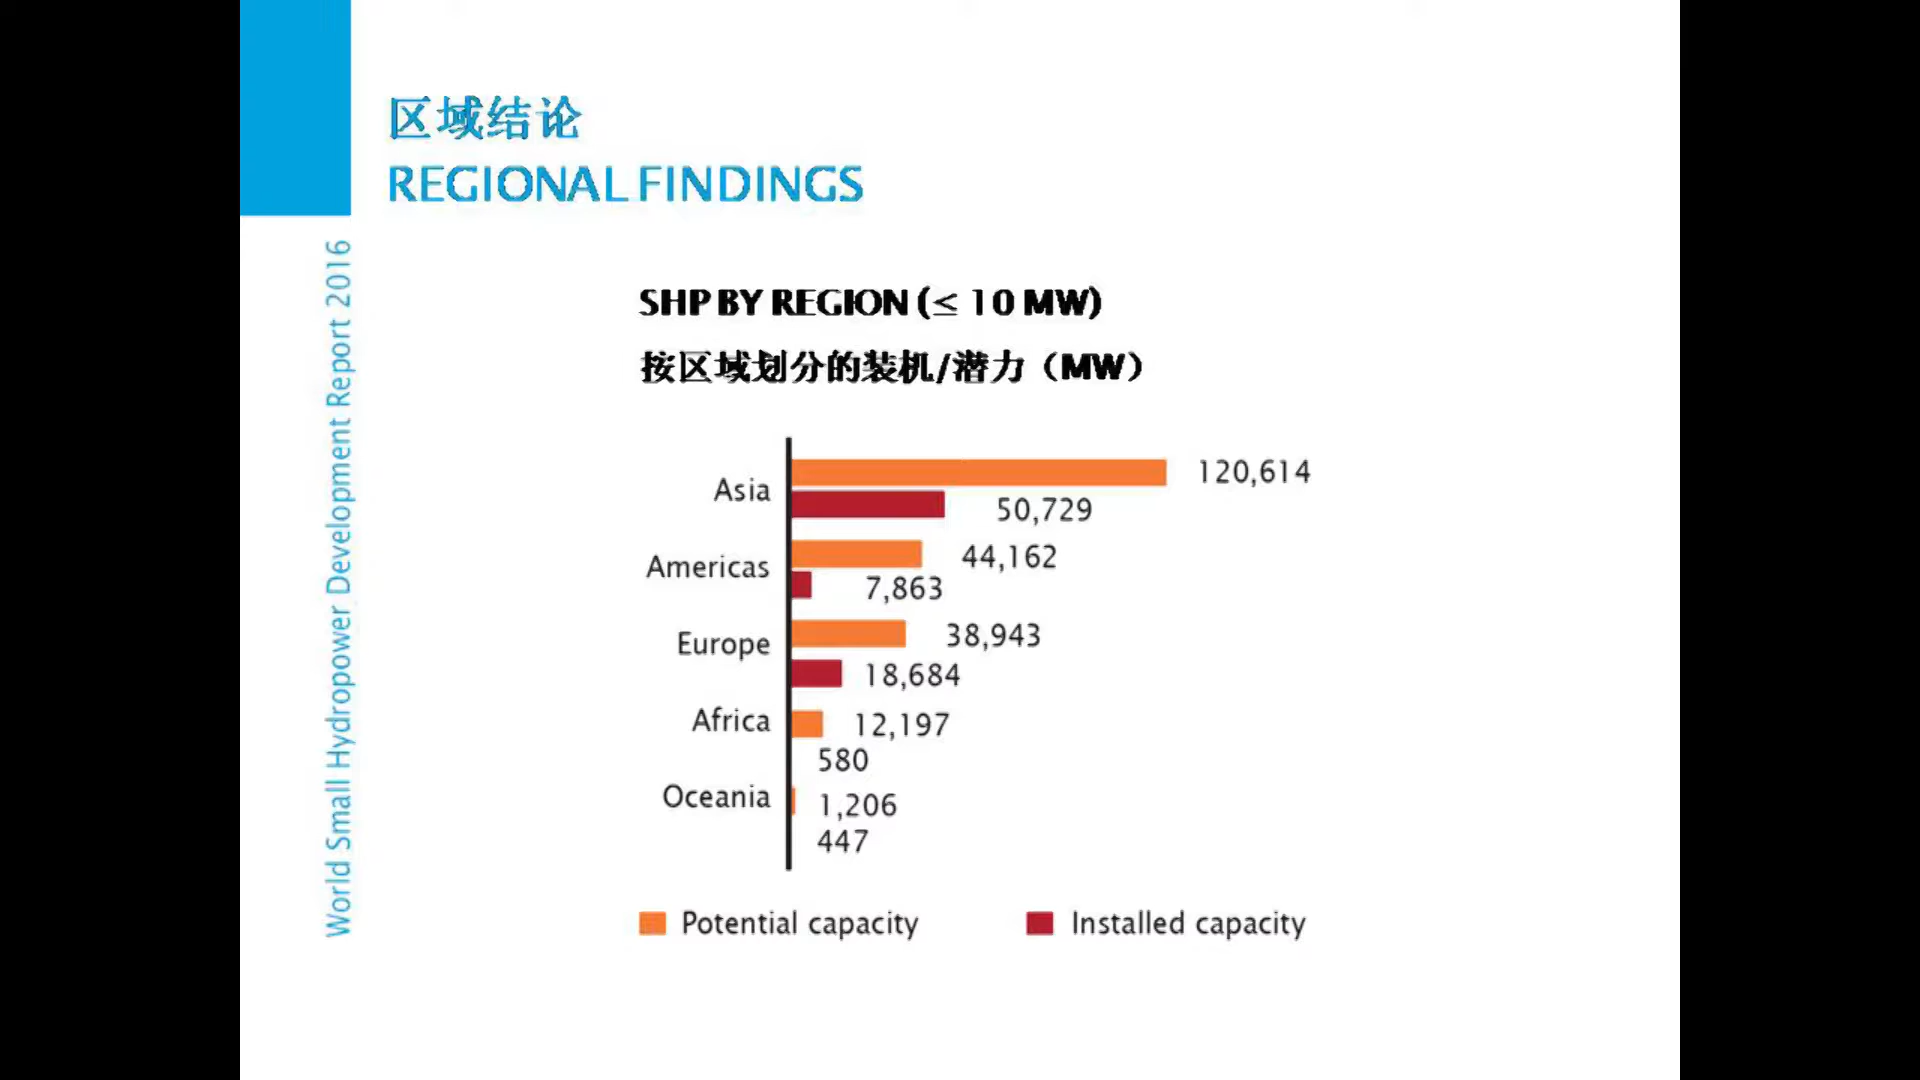 区域结论
REGIONAL FINDINGS
World Small Hydropower Development Report 2016
SHP BY REGION (≤ 10 MW)
按区域划分的装机/潜力（MW）
Asia
120,614
50,729
Americas
44,162
7,863
Europe
38,943
18,684
Africa
12,197
580
Oceania
1,206
447
Potential capacity
Installed capacity